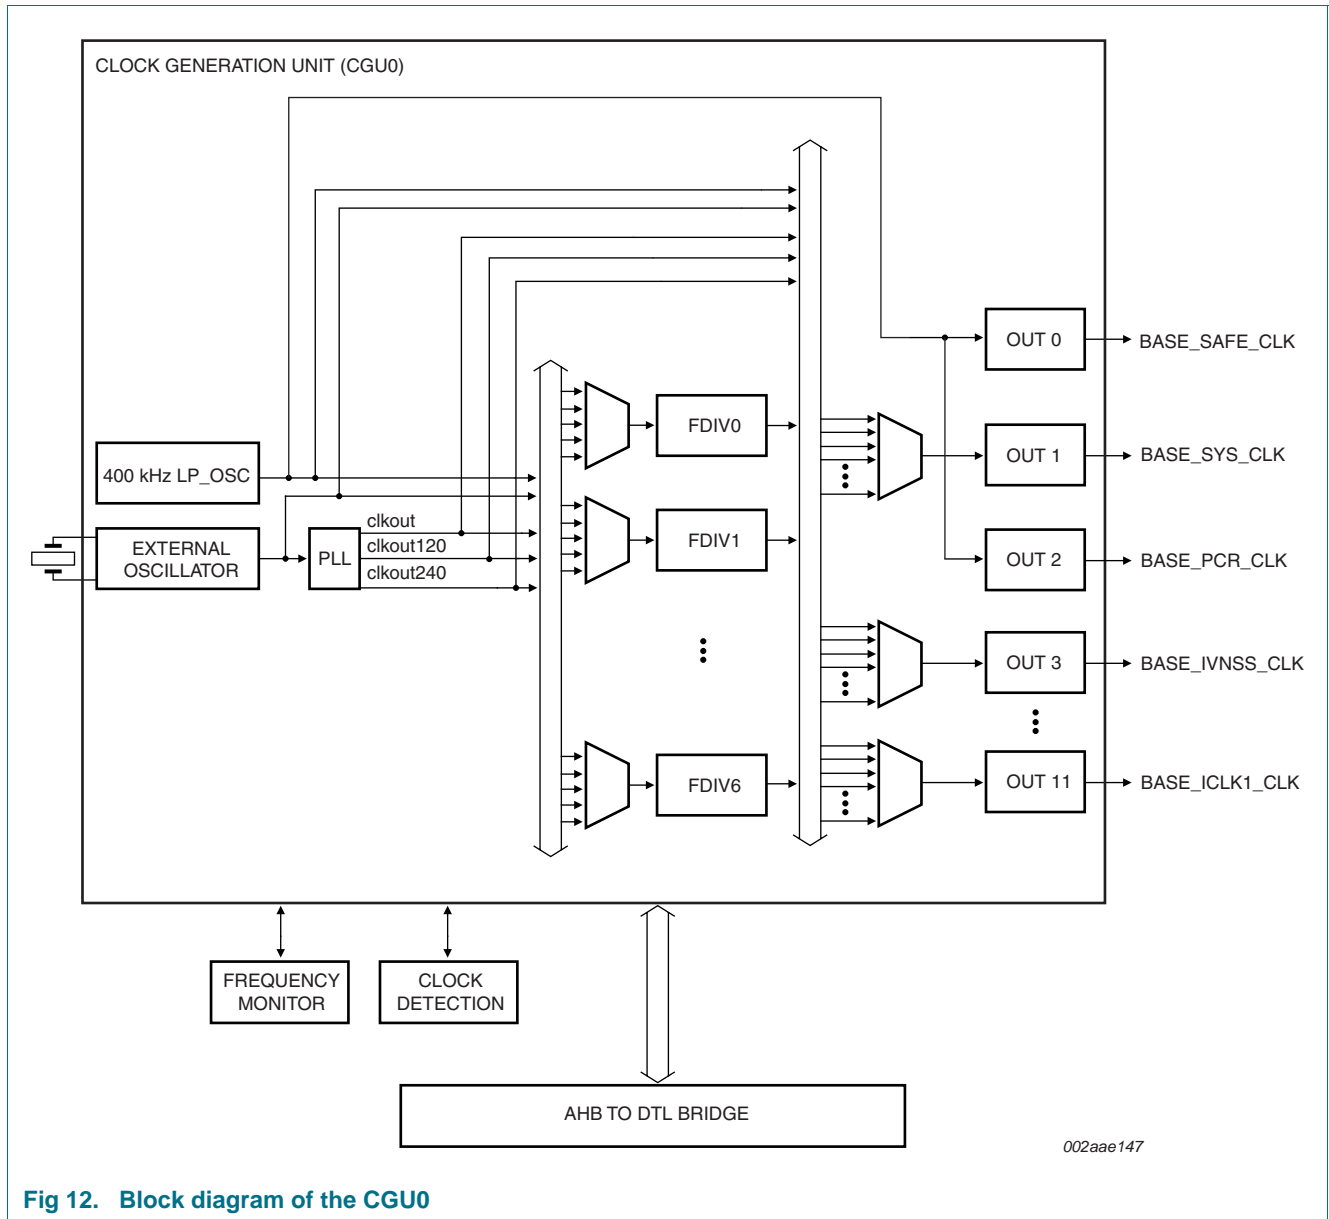 CLOCK GENERATION UNIT (CGU0)
OUT 0
BASE_SAFE_CLK
FDIV0
400 kHz LP_OSC
OUT 1
BASE_SYS_CLK
clkout
EXTERNAL
OSCILLATOR
PLL
clkout120
clkout240
FDIV1
OUT 2
BASE_PCR_CLK
OUT 3
BASE_IVNSS_CLK
FDIV6
OUT 11
BASE_ICLK1_CLK
FREQUENCY
MONITOR
CLOCK
DETECTION
AHB TO DTL BRIDGE
002aae147
Fig 12. Block diagram of the CGU0